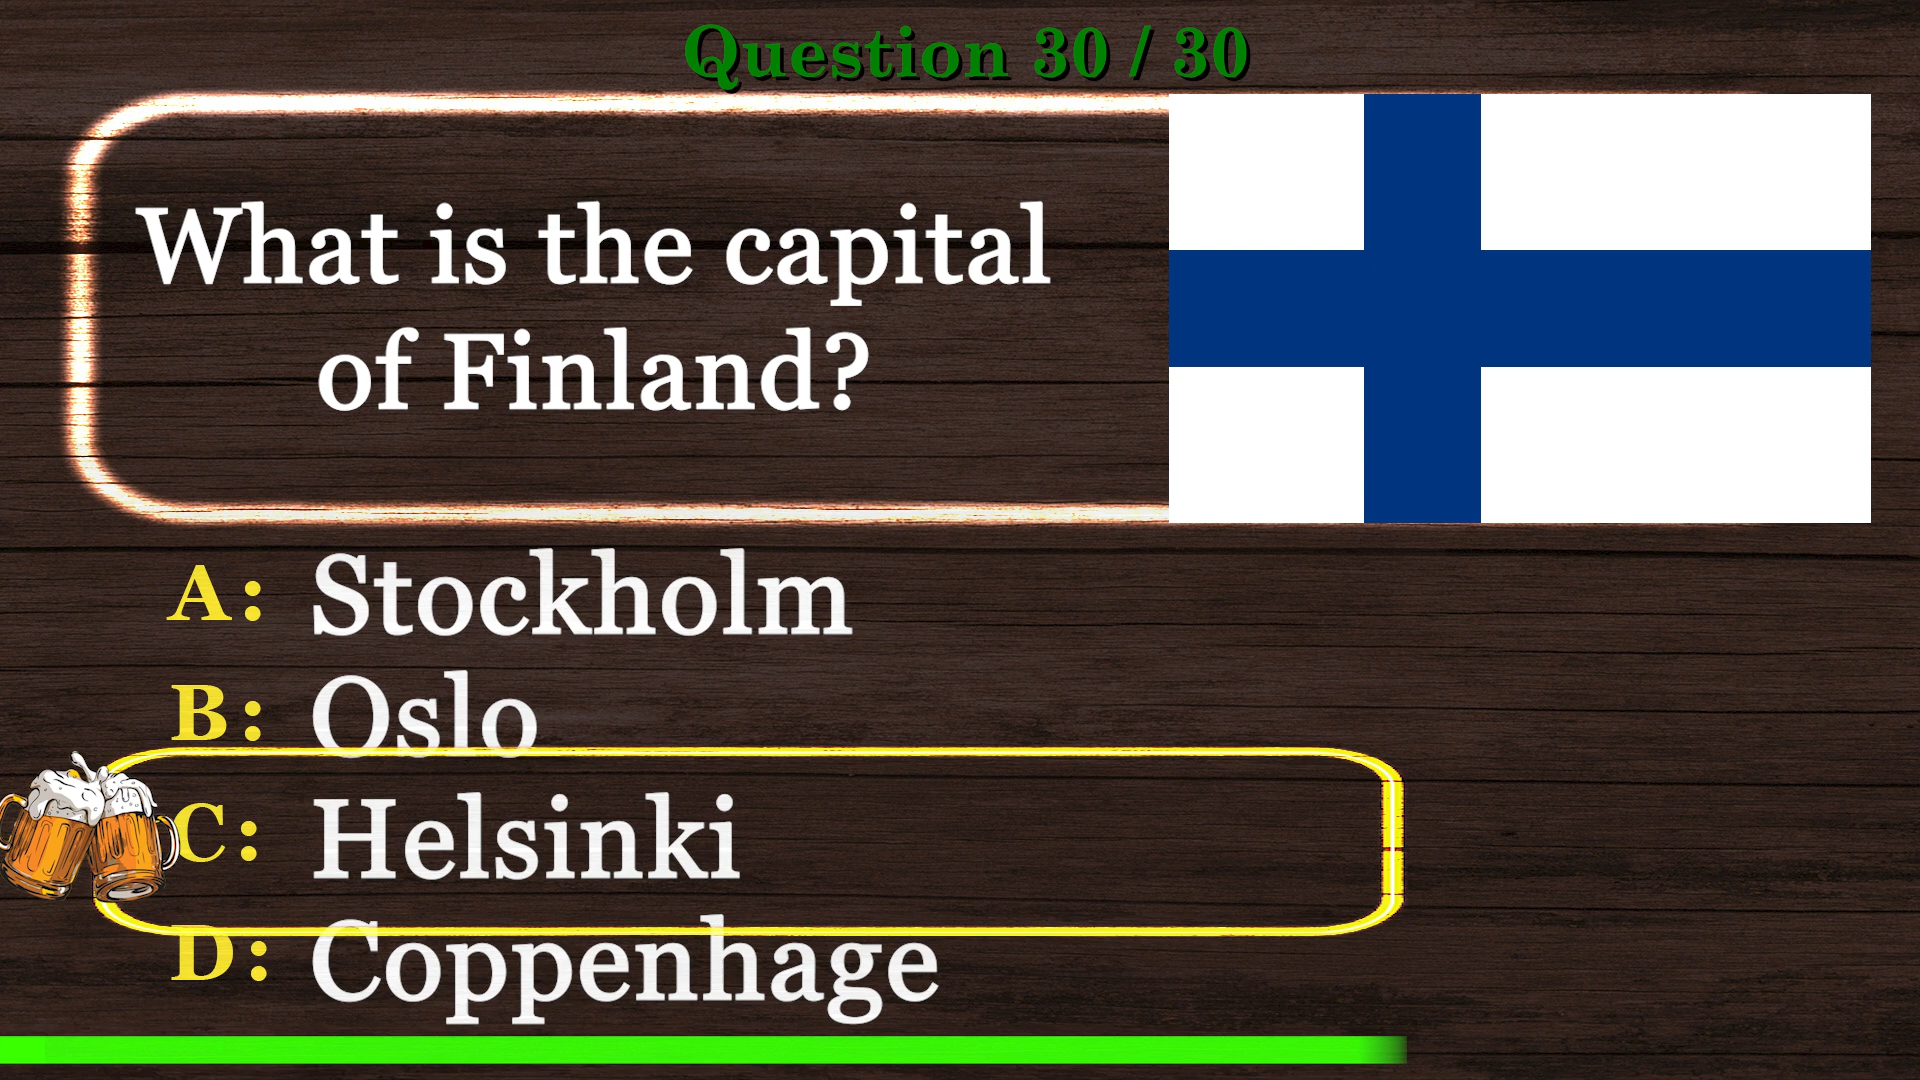 Question 30 / 30
What is the capital
of Finland?
A: Stockholm
B: Oslo
C: Helsinki
D: Coppenhage